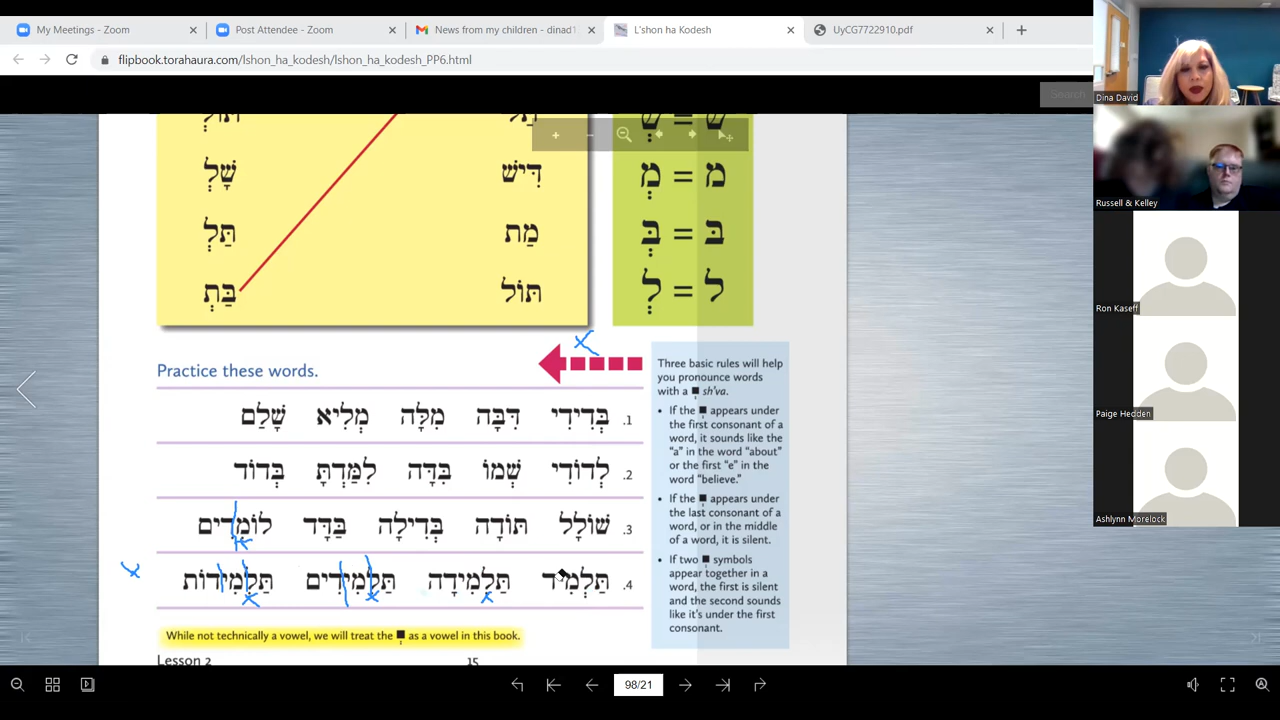 My Meetings - Zoom
Post Attendee - Zoom
News from my children - dinad1
L'shon ha Kodesh
UyCG7722910.pdf
flipbook.torahaura.com/lshon_ha_kodesh/lshon_ha_kodesh_PP6.html
Search
שׁ = שְׁ
שָׁלְ
דִּישׁ
מ = מְ
תַּלְ
מַת
בּ = בְּ
בַּתְ
תּוֹל
ל = לְ
Practice these words.
1. בְּדִידִי דִּבָּה מִלָּה מְלִיא שָׁלַם
2. לְדוֹדִי שְׁמוֹ בִּדָּה לִמַּדְתָּ בְּדוֹד
3. שׁוֹלָל תּוֹדָה בְּדִילָה בַּדָּד לוֹמְדִים
4. תַּלְמִיד תַּלְמִידָה תַּלְמִידִים תַּלְמִידוֹת
Three basic rules will help
you pronounce words
with a sh'va.
• If the appears under
the first consonant of a
word, it sounds like the
"a" in the word "about"
or the first "e" in the
word "believe."
• If the appears under
the last consonant of a
word, or in the middle
of a word, it is silent.
• If two symbols
appear together in a
word, the first is silent
and the second sounds
like it's under the first
consonant.
While not technically a vowel, we will treat the as a vowel in this book.
Lesson 2
15
98/21
Dina David
Russell & Kelley
Ron Kaseff
Paige Hedden
Ashlynn Morelock